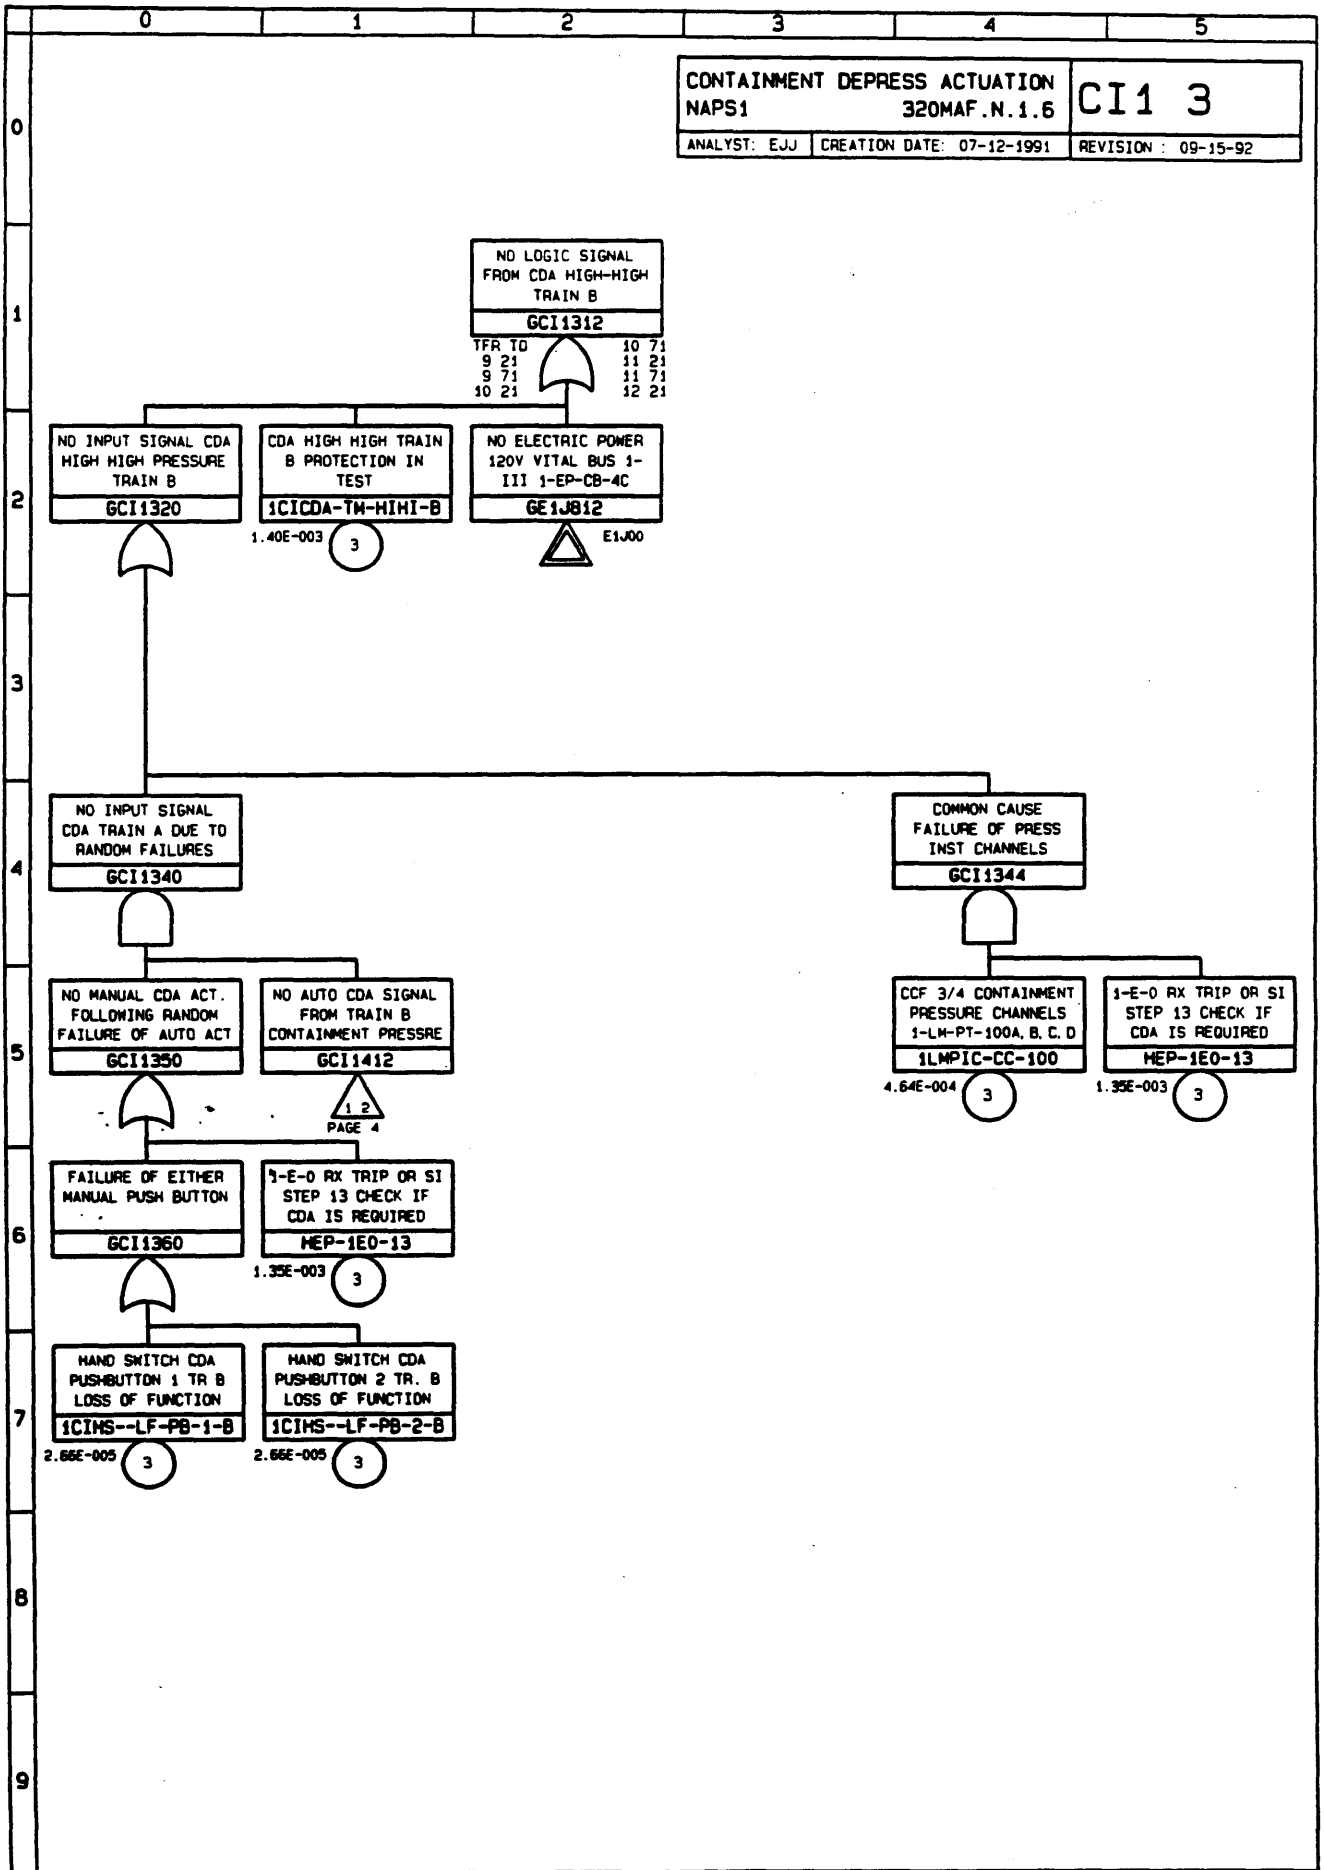 0 1 2 3 4 5
CONTAINMENT DEPRESS ACTUATION
NAPS1 320MAF.N.1.6
CI1 3
ANALYST: EJJ CREATION DATE: 07-12-1991 REVISION : 09-15-92
0
NO LOGIC SIGNAL
FROM CDA HIGH-HIGH
TRAIN B
GCI1312
1
TFR TO 10 71
9 21 11 21
9 71 11 71
10 21 12 21
NO INPUT SIGNAL CDA
HIGH HIGH PRESSURE
TRAIN B
GCI1320
CDA HIGH HIGH TRAIN
B PROTECTION IN
TEST
1CICDA-TM-HIHI-B
1.40E-003
3
NO ELECTRIC POWER
120V VITAL BUS 1-
III 1-EP-CB-4C
GE1J812
E1J00
2
3
NO INPUT SIGNAL
CDA TRAIN A DUE TO
RANDOM FAILURES
GCI1340
COMMON CAUSE
FAILURE OF PRESS
INST CHANNELS
GCI1344
4
NO MANUAL CDA ACT.
FOLLOWING RANDOM
FAILURE OF AUTO ACT
GCI1350
NO AUTO CDA SIGNAL
FROM TRAIN B
CONTAINMENT PRESSRE
GCI1412
1 2
PAGE 4
CCF 3/4 CONTAINMENT
PRESSURE CHANNELS
1-LM-PT-100A, B, C, D
1LMPIC-CC-100
4.64E-004
3
1-E-0 RX TRIP OR SI
STEP 13 CHECK IF
CDA IS REQUIRED
HEP-1E0-13
1.35E-003
3
5
FAILURE OF EITHER
MANUAL PUSH BUTTON
GCI1360
1-E-0 RX TRIP OR SI
STEP 13 CHECK IF
CDA IS REQUIRED
HEP-1E0-13
1.35E-003
3
6
HAND SWITCH CDA
PUSHBUTTON 1 TR B
LOSS OF FUNCTION
1CIHS--LF-PB-1-B
2.66E-005
3
HAND SWITCH CDA
PUSHBUTTON 2 TR. B
LOSS OF FUNCTION
1CIHS--LF-PB-2-B
2.66E-005
3
7
8
9